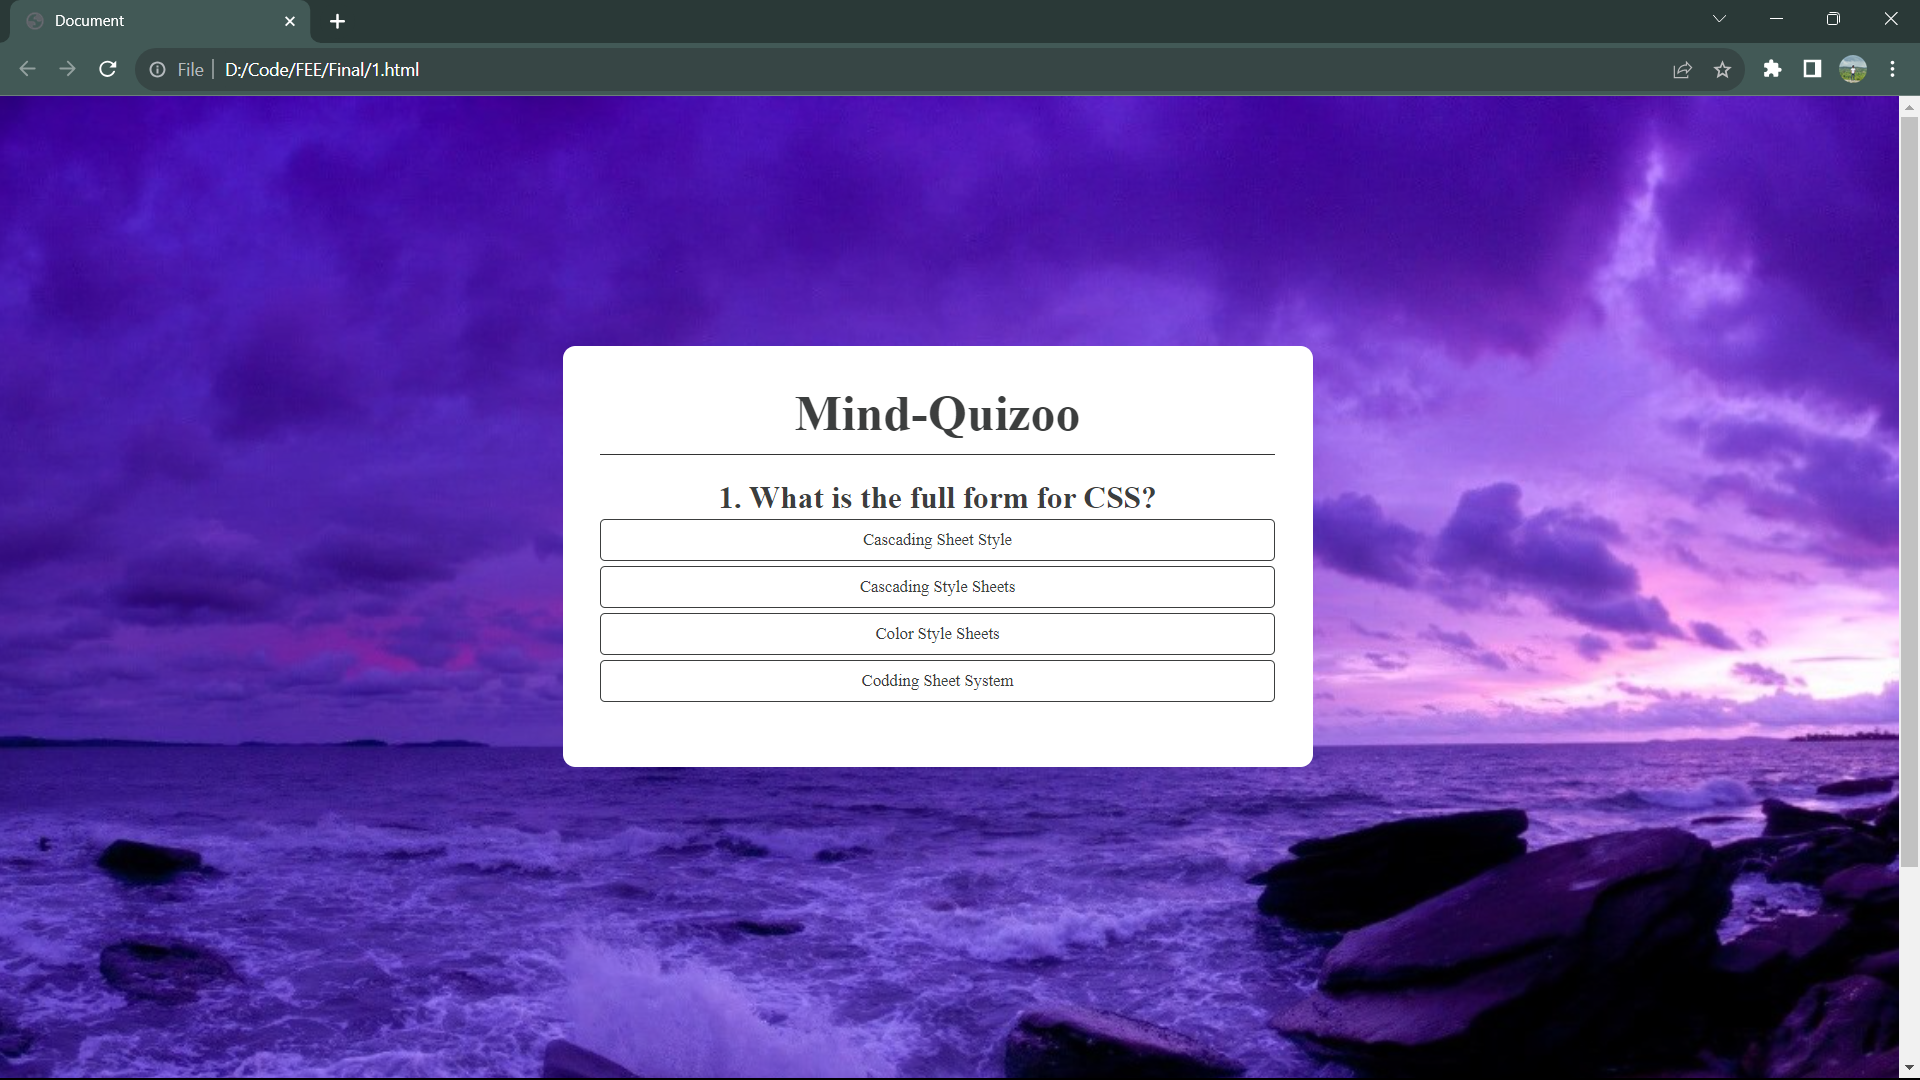 Document
File
D:/Code/FEE/Final/1.html
Mind-Quizoo
1. What is the full form for CSS?
Cascading Sheet Style
Cascading Style Sheets
Color Style Sheets
Codding Sheet System